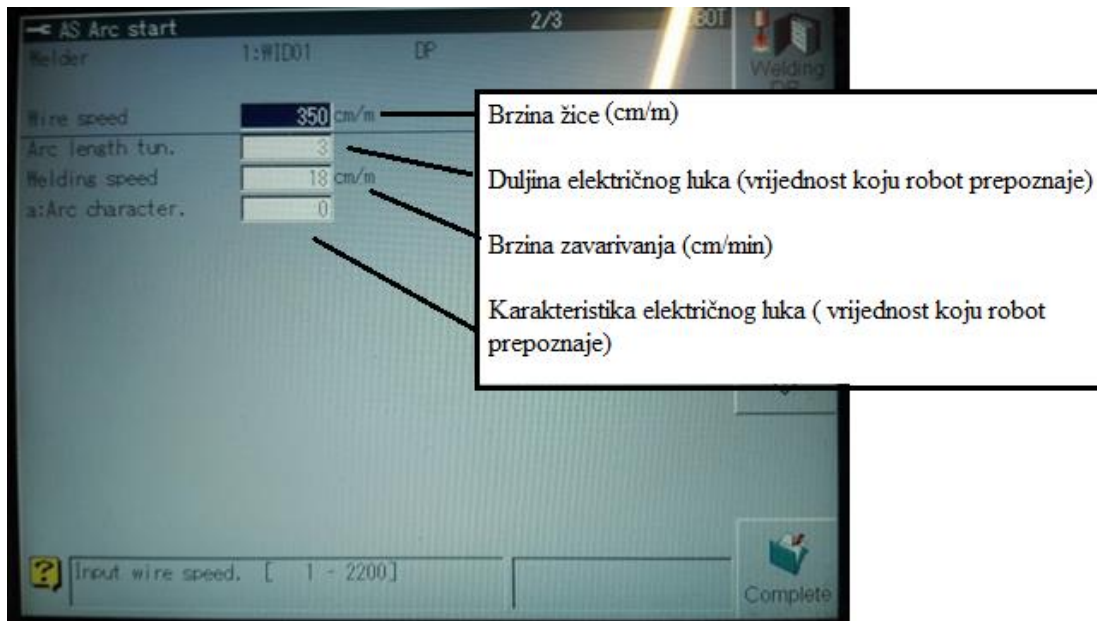 AS Arc start 2/3
Welder 1:WID01 DP
Welding
Wire speed 350 cm/m
Arc length tun. 3
Welding speed 18 cm/m
a:Arc character. 0
Brzina žice (cm/m)
Duljina električnog luka (vrijednost koju robot prepoznaje)
Brzina zavarivanja (cm/min)
Karakteristika električnog luka ( vrijednost koju robot
prepoznaje)
Input wire speed. [ 1 - 2200]
Complete